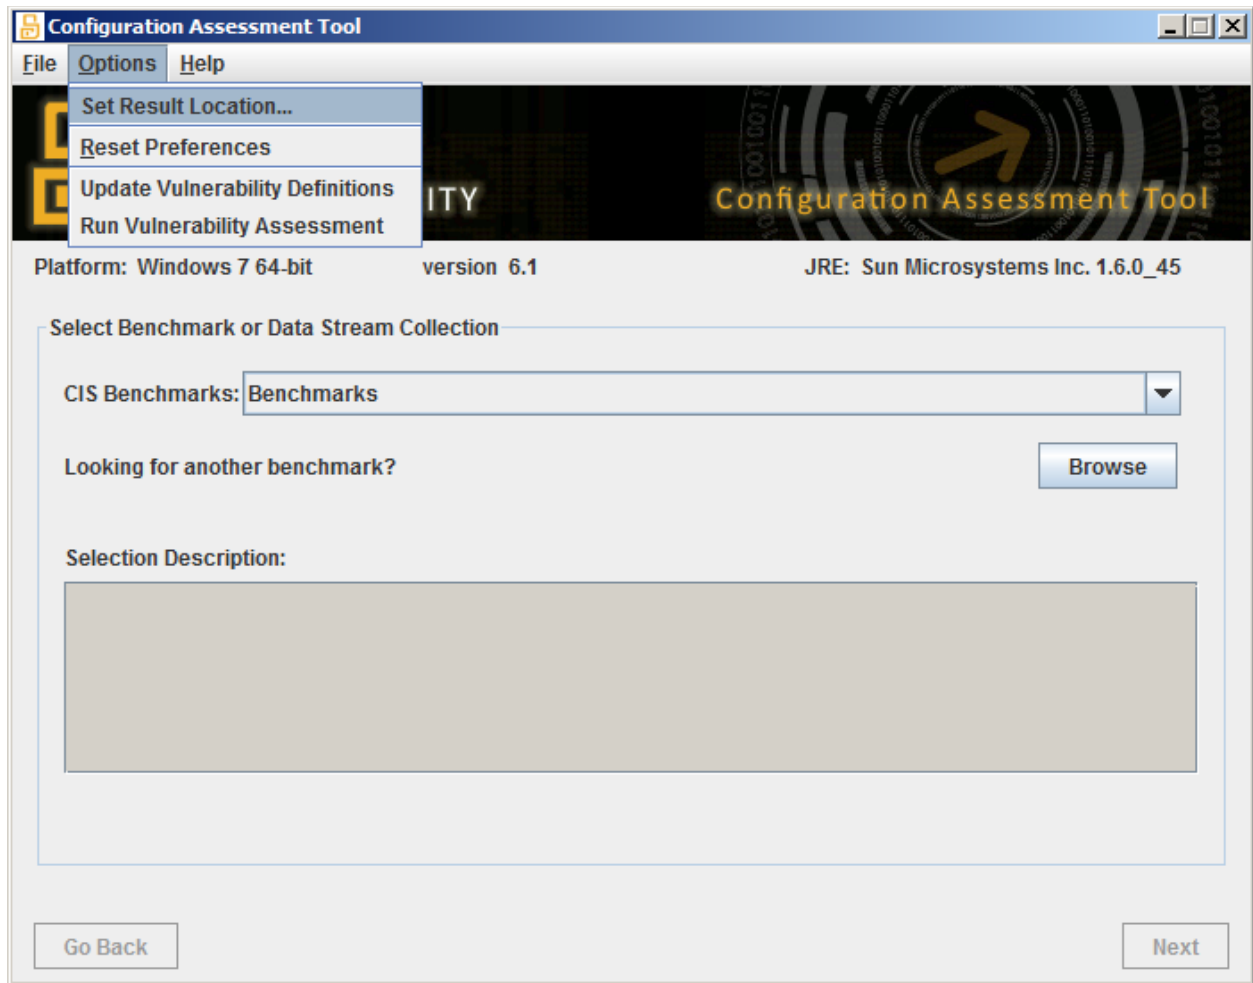 Configuration Assessment Tool
File Options Help
Set Result Location...
Reset Preferences
Update Vulnerability Definitions
Run Vulnerability Assessment
ITY
Configuration Assessment Tool
Platform: Windows 7 64-bit version 6.1 JRE: Sun Microsystems Inc. 1.6.0_45
Select Benchmark or Data Stream Collection
CIS Benchmarks: Benchmarks
Looking for another benchmark? Browse
Selection Description:
Go Back Next